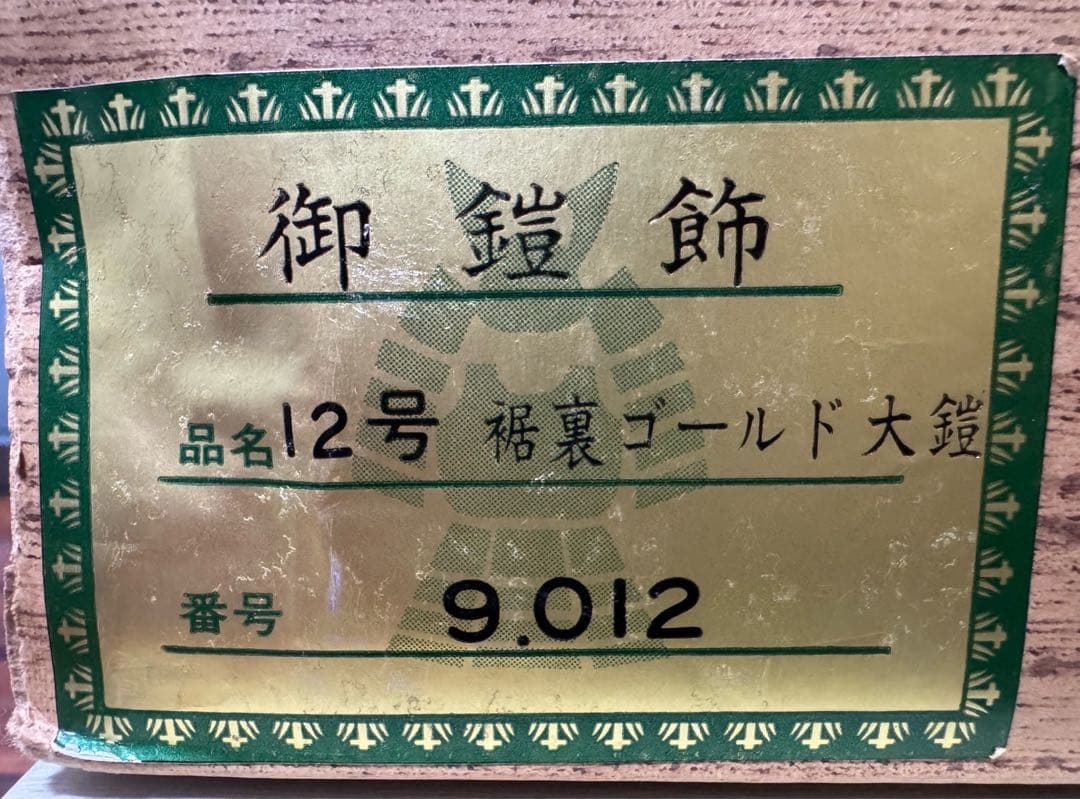 御鎧飾
品名 12号 裾裏ゴールド大鎧
番号 9.012